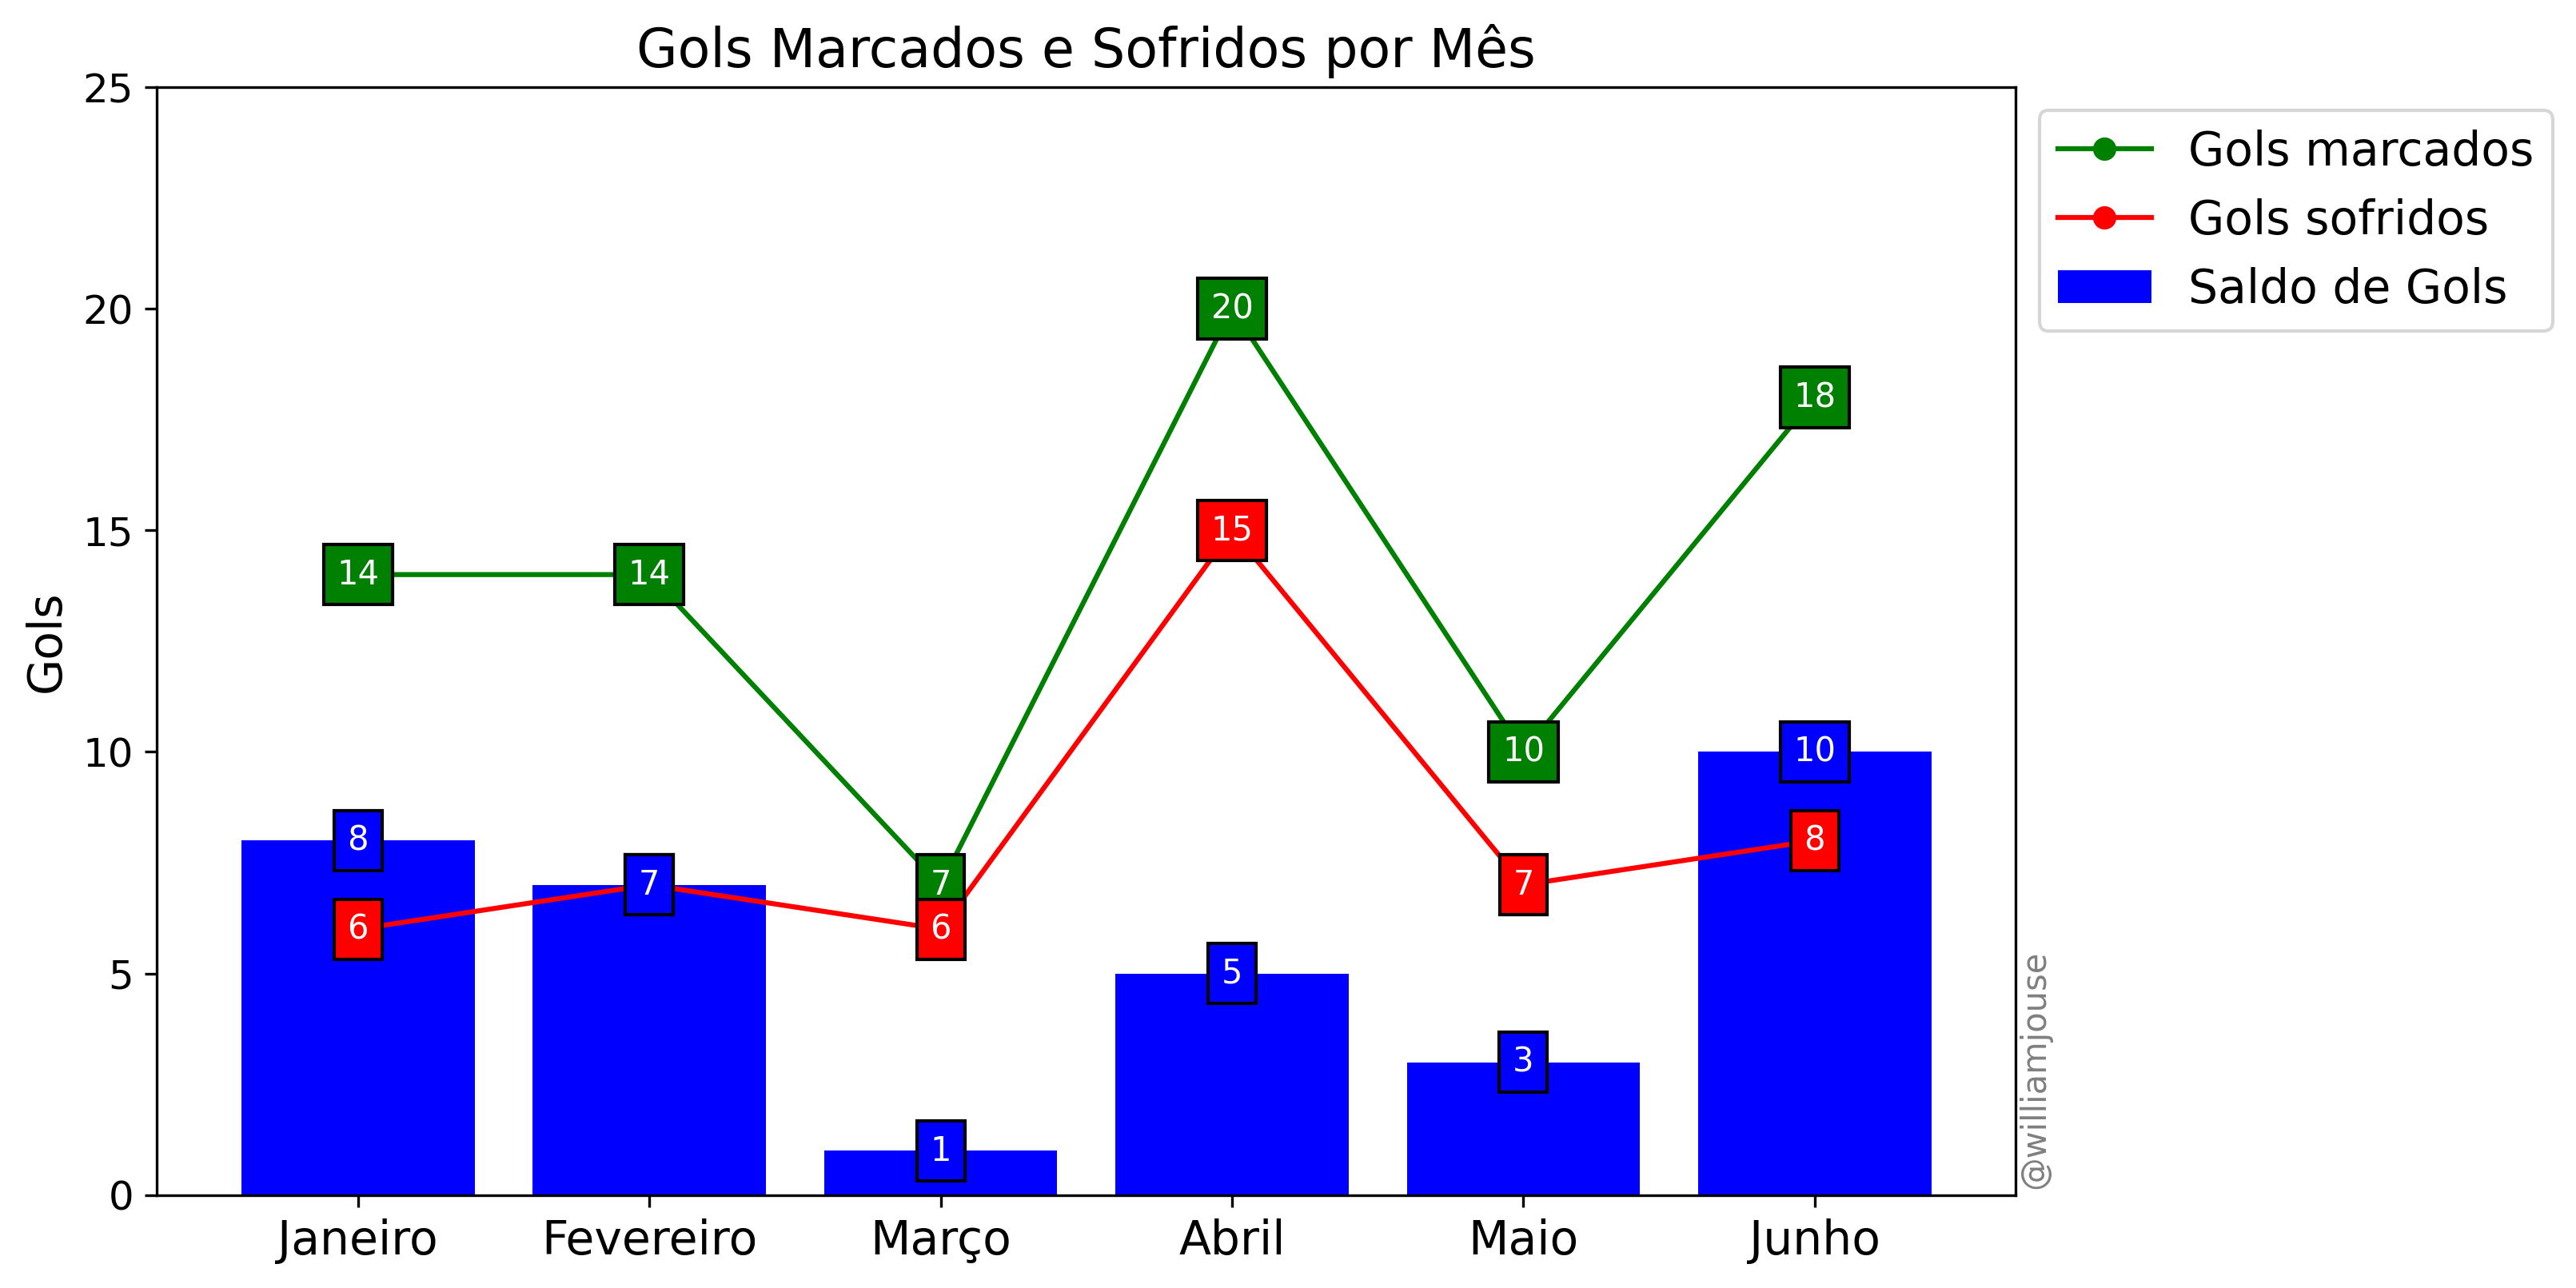 Gols Marcados e Sofridos por Mês
Gols marcados
Gols sofridos
Saldo de Gols
25
20
15
10
5
0
Gols
14
14
7
20
10
18
6
6
15
7
8
8
7
1
5
3
10
Janeiro
Fevereiro
Março
Abril
Maio
Junho
@williamjouse